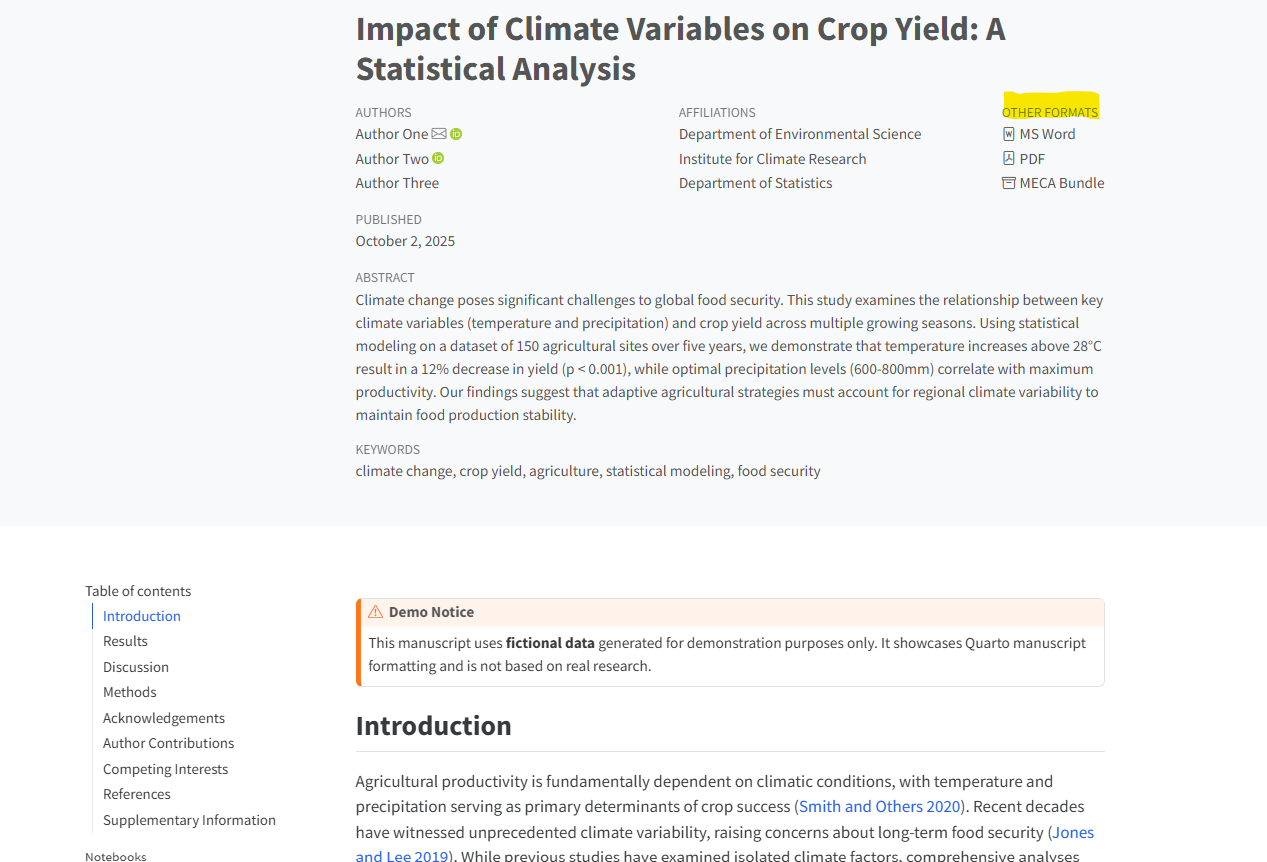 Impact of Climate Variables on Crop Yield: A
Statistical Analysis
AUTHORS
Author One
Author Two
Author Three
AFFILIATIONS
Department of Environmental Science
Institute for Climate Research
Department of Statistics
OTHER FORMATS
MS Word
PDF
MECA Bundle
PUBLISHED
October 2, 2025
ABSTRACT
Climate change poses significant challenges to global food security. This study examines the relationship between key
climate variables (temperature and precipitation) and crop yield across multiple growing seasons. Using statistical
modeling on a dataset of 150 agricultural sites over five years, we demonstrate that temperature increases above 28°C
result in a 12% decrease in yield (p < 0.001), while optimal precipitation levels (600-800mm) correlate with maximum
productivity. Our findings suggest that adaptive agricultural strategies must account for regional climate variability to
maintain food production stability.
KEYWORDS
climate change, crop yield, agriculture, statistical modeling, food security
Table of contents
Introduction
Results
Discussion
Methods
Acknowledgements
Author Contributions
Competing Interests
References
Supplementary Information
Notebooks
Demo Notice
This manuscript uses fictional data generated for demonstration purposes only. It showcases Quarto manuscript
formatting and is not based on real research.
Introduction
Agricultural productivity is fundamentally dependent on climatic conditions, with temperature and
precipitation serving as primary determinants of crop success (Smith and Others 2020). Recent decades
have witnessed unprecedented climate variability, raising concerns about long-term food security (Jones
and Lee 2019). While previous studies have examined isolated climate factors, comprehensive analyses